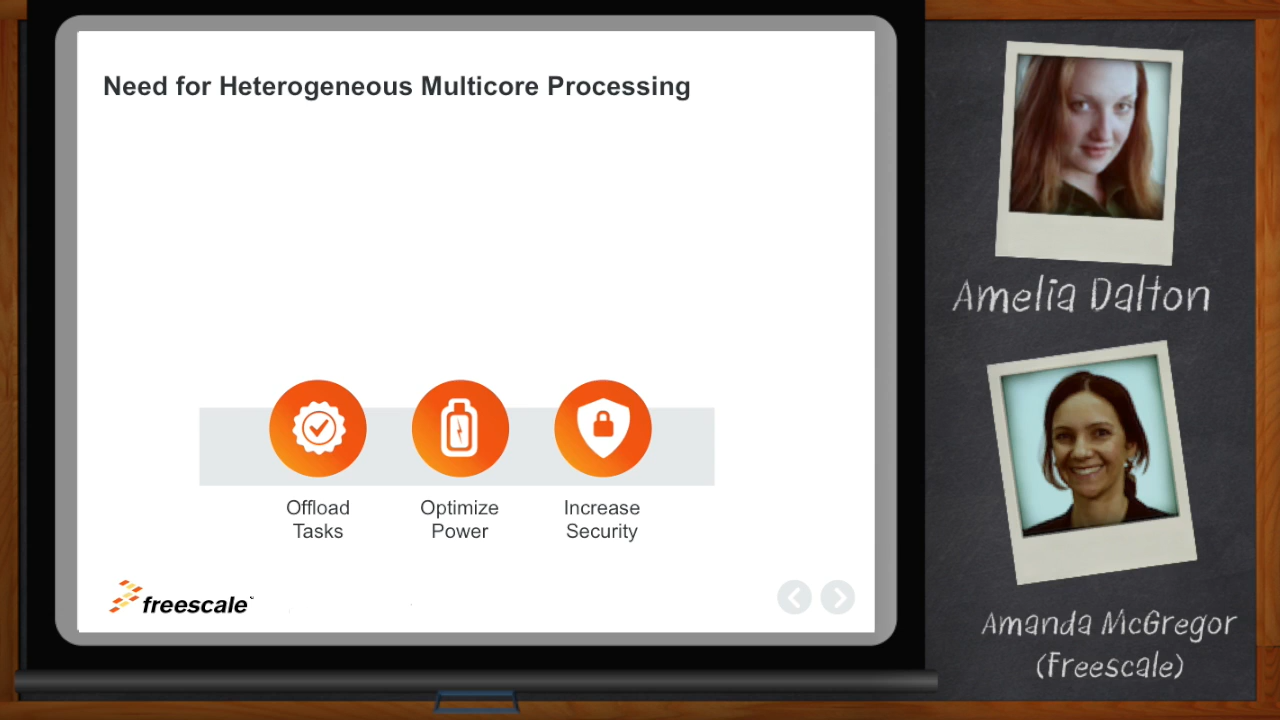 Need for Heterogeneous Multicore Processing
Offload
Tasks
Optimize
Power
Increase
Security
freescale
Amelia Dalton
Amanda McGregor
(Freescale)